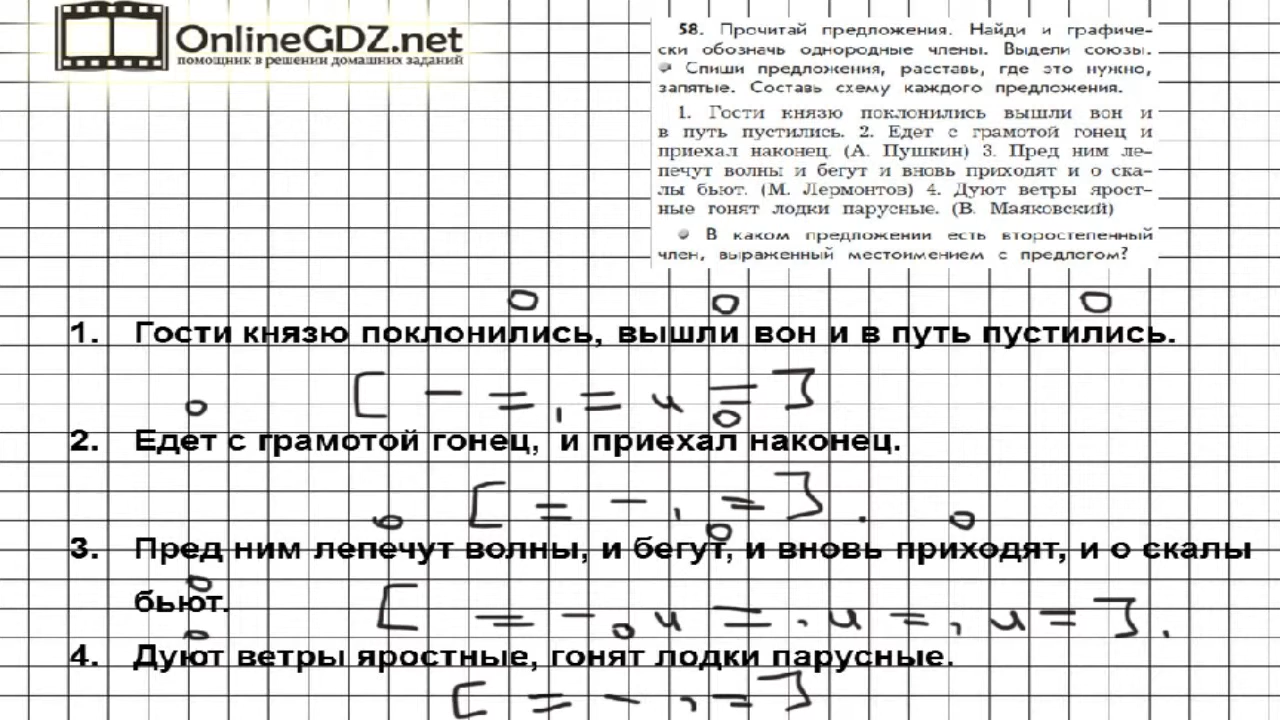 OnlineGDZ.net
помощник в решении домашних заданий
58. Прочитай предложения. Найди и графиче-
ски обозначь однородные члены. Выдели союзы.
Спиши предложения, расставь, где это нужно,
запятые. Составь схему каждого предложения.
1. Гости князю поклонились вышли вон и
в путь пустились. 2. Едет с грамотой гонец и
приехал наконец. (А. Пушкин) 3. Пред ним ле-
печут волны и бегут и вновь приходят и о ска-
лы бьют. (М. Лермонтов) 4. Дуют ветры ярост-
ные гонят лодки парусные. (В. Маяковский)
В каком предложении есть второстепенный
член, выраженный местоимением с предлогом?
1. Гости князю поклонились, вышли вон и в путь пустились.
[ – = , = и = ]
2. Едет с грамотой гонец, и приехал наконец.
[ = – , = ] .
3. Пред ним лепечут волны, и бегут, и вновь приходят, и о скалы
бьют.
[ = – , и = , и = , и = ] .
4. Дуют ветры яростные, гонят лодки парусные.
[ = – , = ]